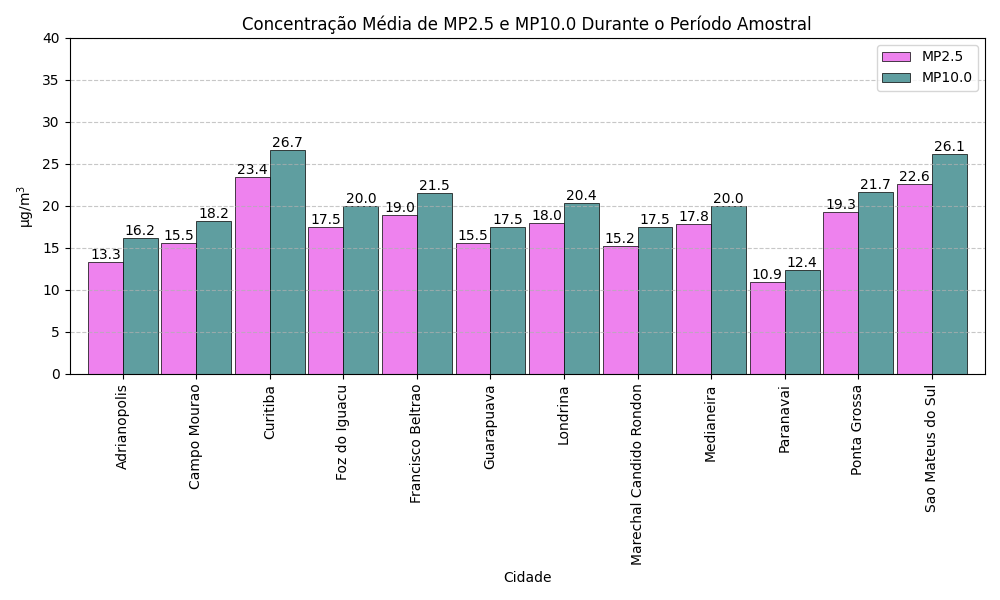 Concentração Média de MP2.5 e MP10.0 Durante o Período Amostral
40
35
30
25
20
15
10
5
0
µg/m³
MP2.5
MP10.0
13.3
16.2
15.5
18.2
23.4
26.7
17.5
20.0
19.0
21.5
15.5
17.5
18.0
20.4
15.2
17.5
17.8
20.0
10.9
12.4
19.3
21.7
22.6
26.1
Adrianopolis
Campo Mourao
Curitiba
Foz do Iguacu
Francisco Beltrao
Guarapuava
Londrina
Marechal Candido Rondon
Medianeira
Paranavai
Ponta Grossa
Sao Mateus do Sul
Cidade